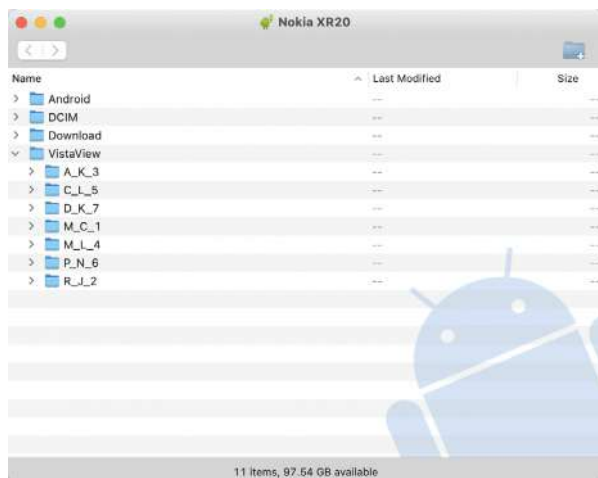 Nokia XR20
Name Last Modified Size
Android -- --
DCIM -- --
Download -- --
VistaView -- --
A_K_3 -- --
C_L_5 -- --
D_K_7 -- --
M_C_1 -- --
M_L_4 -- --
P_N_6 -- --
R_J_2 -- --
11 items, 97.54 GB available